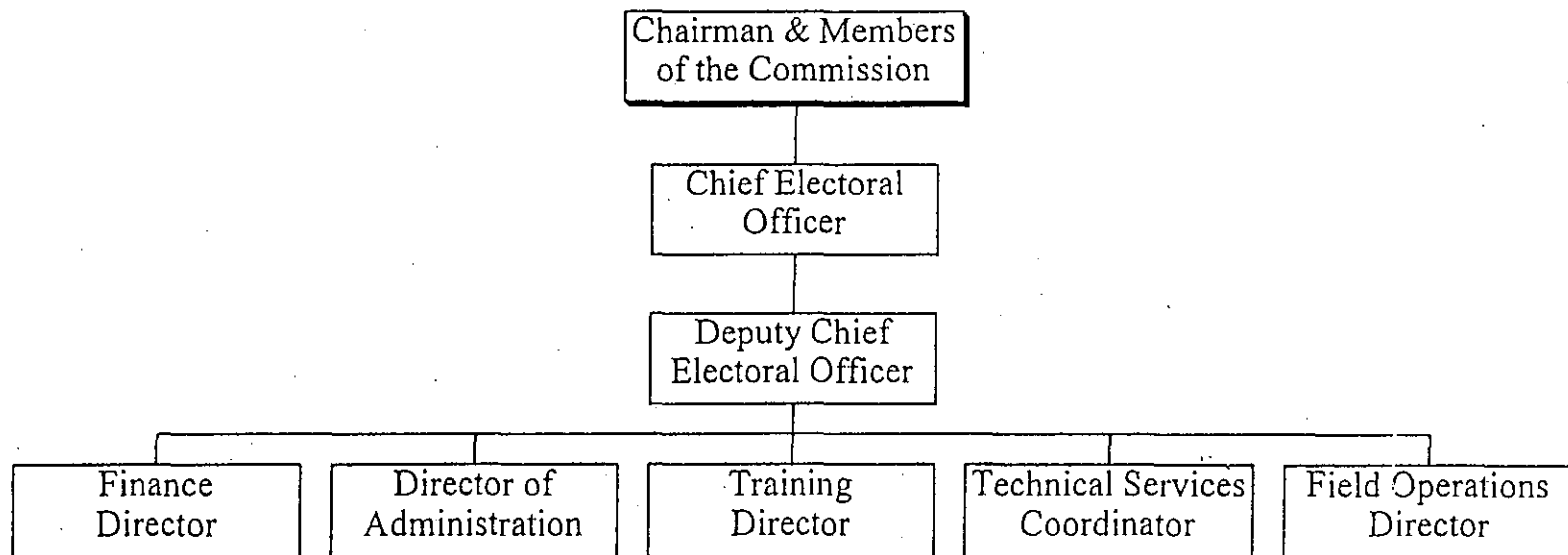 Chairman & Members
of the Commission
Chief Electoral
Officer
Deputy Chief
Electoral Officer
Finance
Director
Director of
Administration
Training
Director
Technical Services
Coordinator
Field Operations
Director